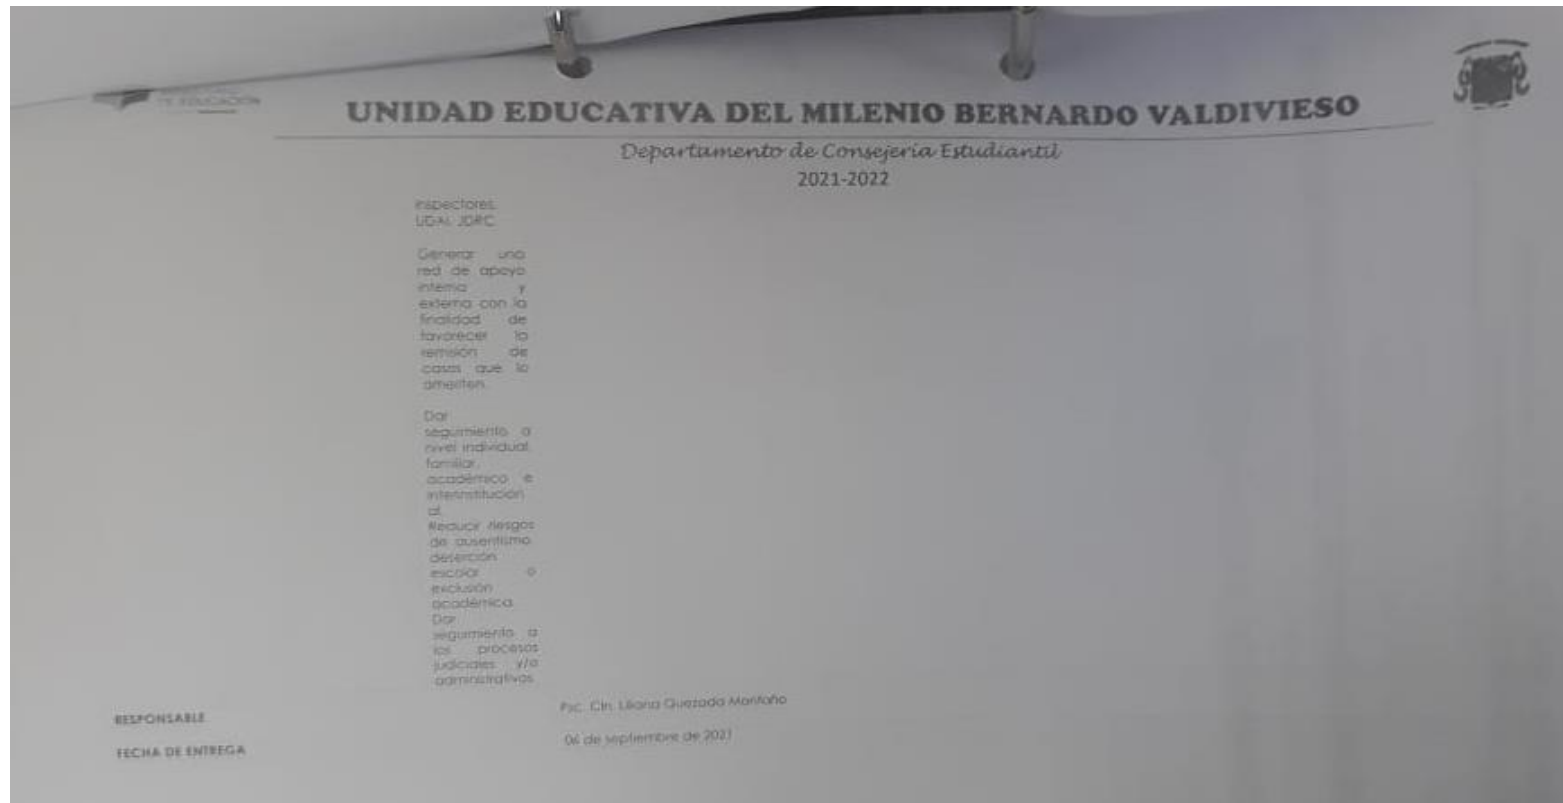 DE EDUCACIÓN
UNIDAD EDUCATIVA DEL MILENIO BERNARDO VALDIVIESO
Departamento de Consejería Estudiantil
2021-2022
Inspectores.
UDAI, JDRC
Generar una
red de apoyo
interna y
externa con la
finalidad de
favorecer la
remisión de
casos que lo
ameriten.
Dar
seguimiento a
nivel individual,
familiar,
académico e
interinstitución
al.
Reducir riesgos
de ausentismo,
deserción
escolar o
exclusión
académica
Dar
seguimiento a
los procesos
judiciales y/o
administrativos
RESPONSABLE Psc. Cln. Liliana Quezada Montaño
FECHA DE ENTREGA 06 de septiembre de 2021